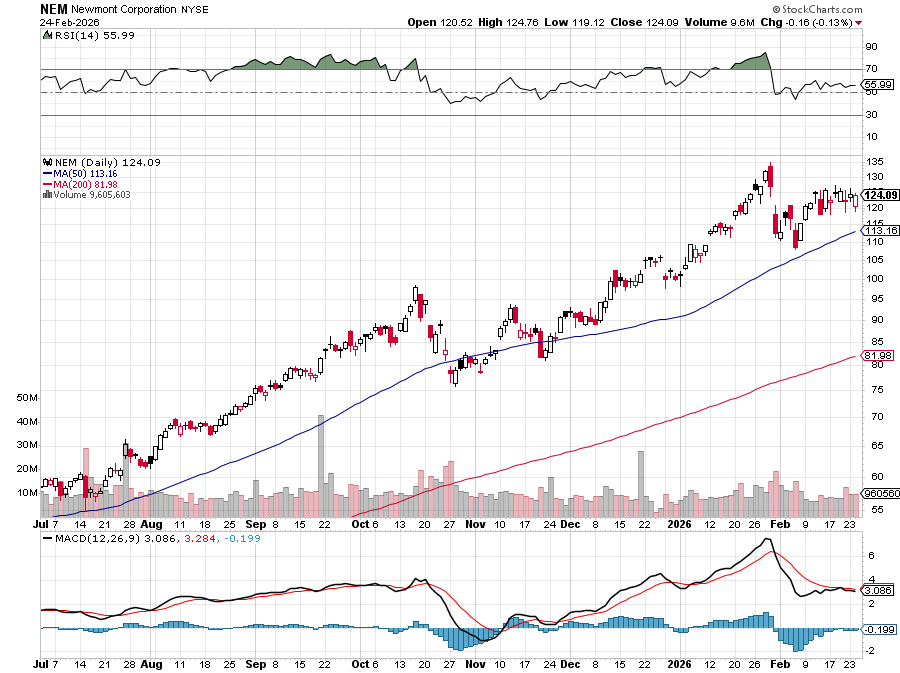 NEM Newmont Corporation NYSE © StockCharts.com
24-Feb-2026 Open 120.52 High 124.76 Low 119.12 Close 124.09 Volume 9.6M Chg -0.16 (-0.13%)
RSI(14) 55.99
90
70
55.99
50
30
10
NEM (Daily) 124.09
MA(50) 113.16
MA(200) 81.98
Volume 9,605,603
135
130
124.09
120
115
113.16
110
105
100
95
90
85
81.98
80
75
70
65
60
55
50M
40M
30M
20M
10M
960560
Jul 7 14 21 28 Aug 11 18 25 Sep 8 15 22 Oct 6 13 20 27 Nov 10 17 24 Dec 8 15 22 2026 12 20 26 Feb 9 17 23
MACD(12,26,9) 3.086, 3.284, -0.199
6
4
3.086
2
-0.199
-2
Jul 7 14 21 28 Aug 11 18 25 Sep 8 15 22 Oct 6 13 20 27 Nov 10 17 24 Dec 8 15 22 2026 12 20 26 Feb 9 17 23